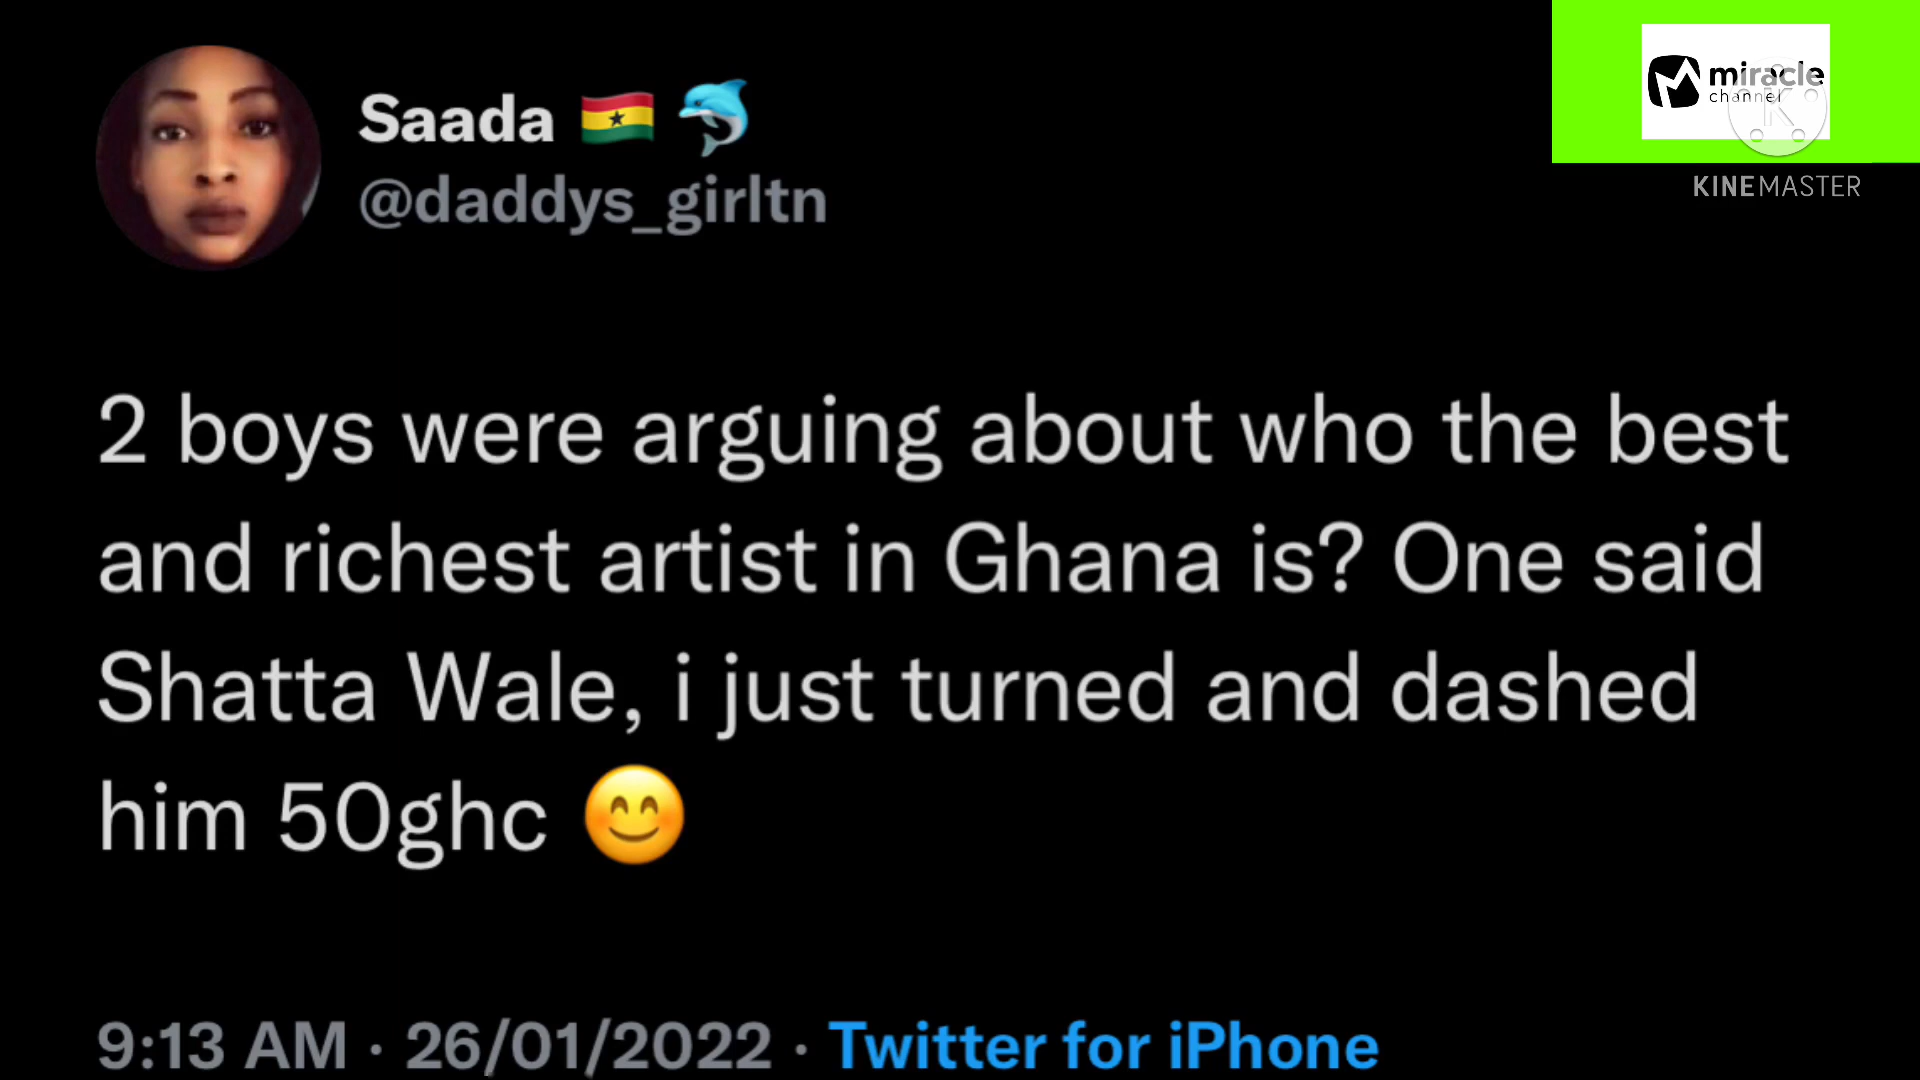 Saada 🇬🇭 🐬
@daddys_girltn
miracle
channel
K
KINEMASTER
2 boys were arguing about who the best
and richest artist in Ghana is? One said
Shatta Wale, i just turned and dashed
him 50ghc 😊
9:13 AM · 26/01/2022 · Twitter for iPhone